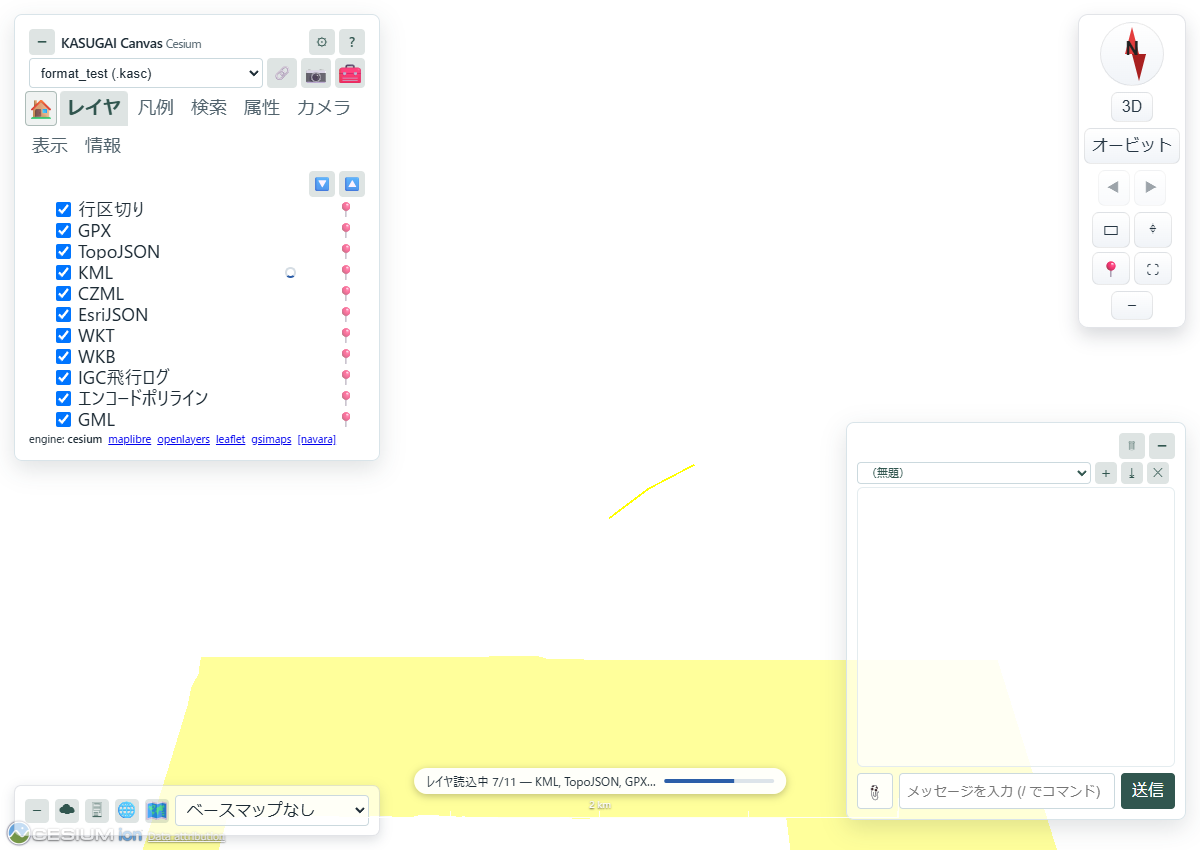 − KASUGAI Canvas Cesium ?
format_test (.kasc)
レイヤ 凡例 検索 属性 カメラ
表示 情報
行区切り
GPX
TopoJSON
KML
CZML
EsriJSON
WKT
WKB
IGC飛行ログ
エンコードポリライン
GML
engine: cesium maplibre openlayers leaflet gsimaps [navara]
N
3D
オービット
−
−
（無題）
+
メッセージを入力 (/ でコマンド)
送信
レイヤ読込中 7/11 — KML, TopoJSON, GPX...
2 km
− ベースマップなし
CESIUM ion Data attribution